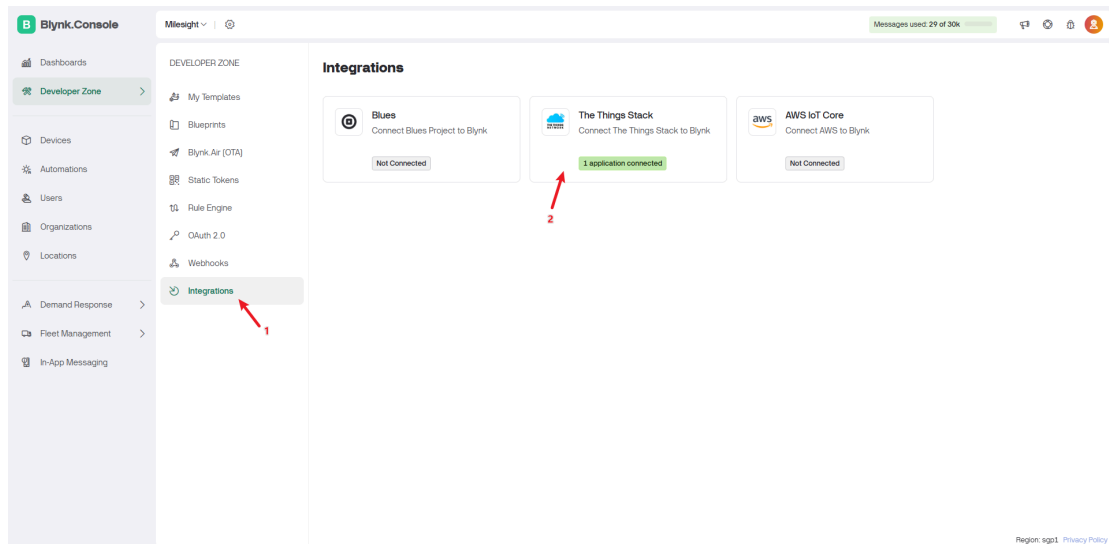 B Blynk.Console
Milesight
Messages used: 29 of 30k
Dashboards
Developer Zone
Devices
Automations
Users
Organizations
Locations
Demand Response
Fleet Management
In-App Messaging
DEVELOPER ZONE
My Templates
Blueprints
Blynk.Air (OTA)
Static Tokens
Rule Engine
OAuth 2.0
Webhooks
Integrations
1
Integrations
Blues
Connect Blues Project to Blynk
Not Connected
THE THINGS
NETWORK
The Things Stack
Connect The Things Stack to Blynk
1 application connected
2
aws
AWS IoT Core
Connect AWS to Blynk
Not Connected
Region: sgp1 Privacy Policy